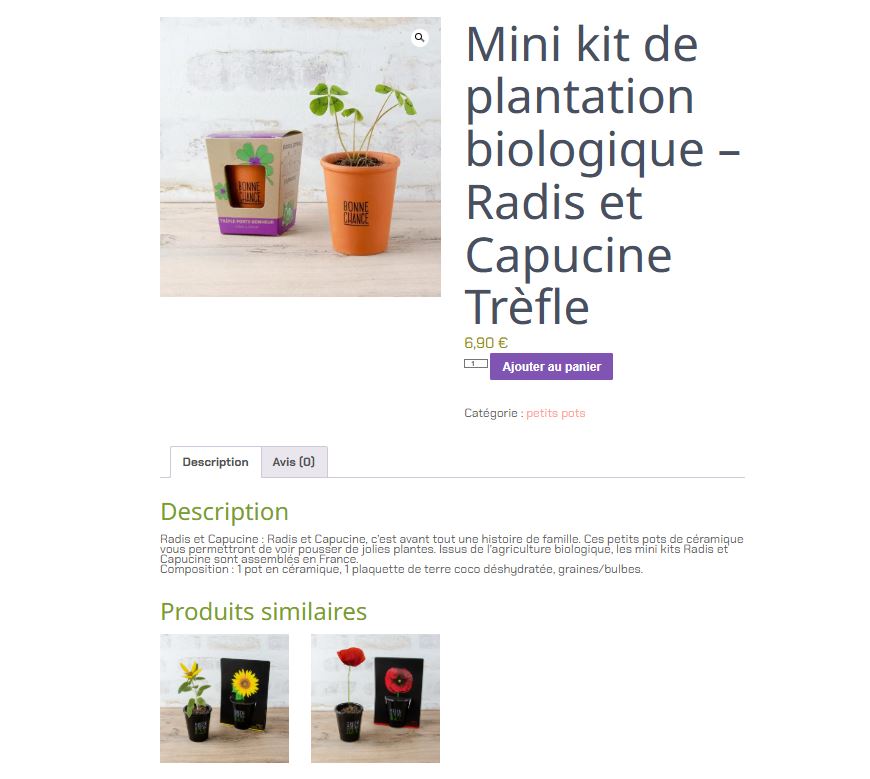 BONNE
CHANCE
TRÈFLE PORTE-BONHEUR
BONNE
CHANCE
Mini kit de
plantation
biologique –
Radis et
Capucine
Trèfle
6,90 €
1
Ajouter au panier
Catégorie : petits pots
Description
Avis (0)
Description
Radis et Capucine : Radis et Capucine, c'est avant tout une histoire de famille. Ces petits pots de céramique
vous permettront de voir pousser de jolies plantes. Issus de l'agriculture biologique, les mini kits Radis et
Capucine sont assemblés en France.
Composition : 1 pot en céramique, 1 plaquette de terre coco déshydratée, graines/bulbes.
Produits similaires